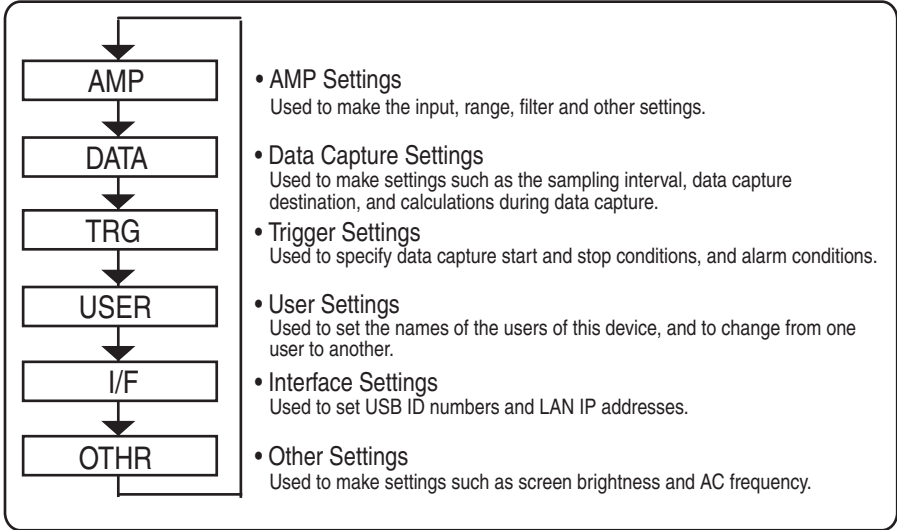 AMP
• AMP Settings
Used to make the input, range, filter and other settings.
DATA
• Data Capture Settings
Used to make settings such as the sampling interval, data capture
destination, and calculations during data capture.
TRG
• Trigger Settings
Used to specify data capture start and stop conditions, and alarm conditions.
USER
• User Settings
Used to set the names of the users of this device, and to change from one
user to another.
I/F
• Interface Settings
Used to set USB ID numbers and LAN IP addresses.
OTHR
• Other Settings
Used to make settings such as screen brightness and AC frequency.